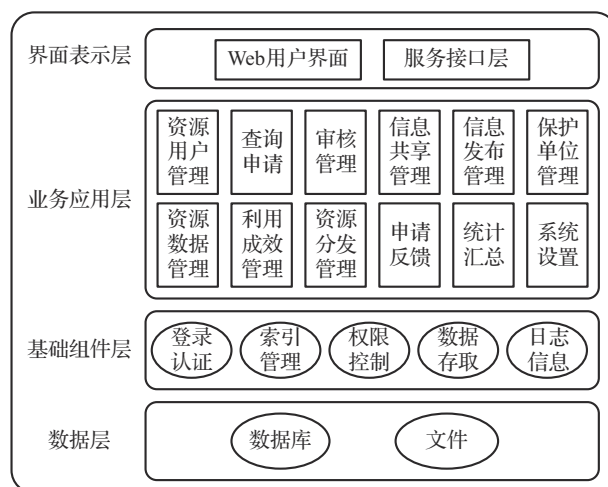 界面表示层
Web用户界面
服务接口层
业务应用层
资源
用户
管理
查询
申请
审核
管理
信息
共享
管理
信息
发布
管理
保护
单位
管理
资源
数据
管理
利用
成效
管理
资源
分发
管理
申请
反馈
统计
汇总
系统
设置
基础组件层
登录
认证
索引
管理
权限
控制
数据
存取
日志
信息
数据层
数据库
文件